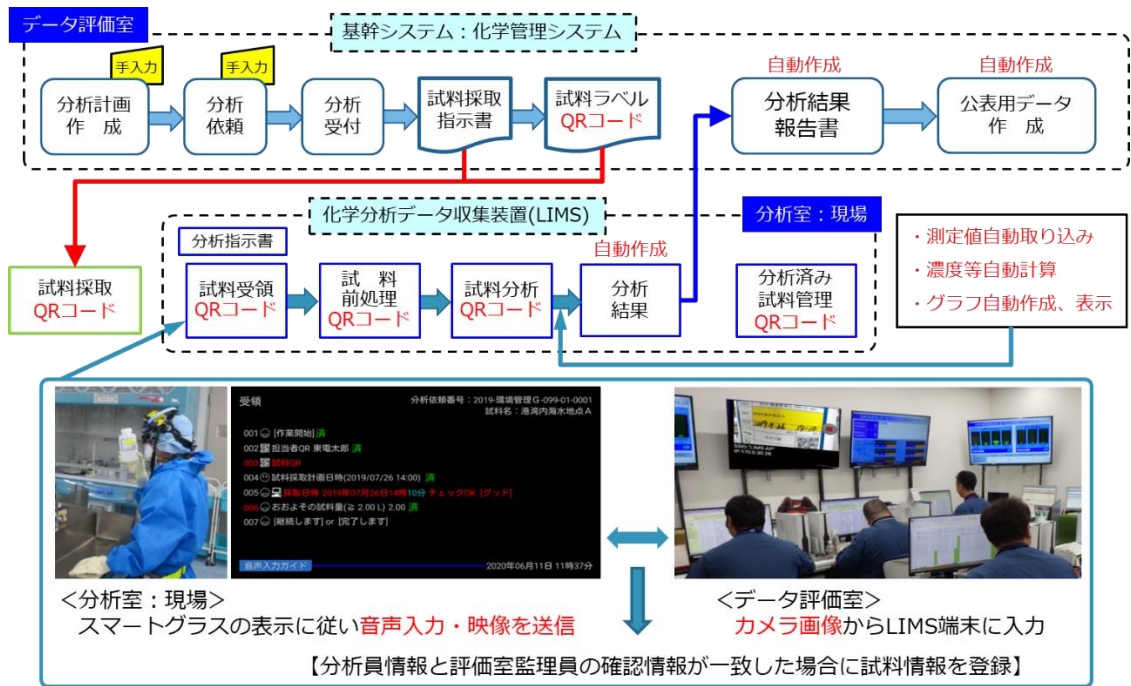 データ評価室
基幹システム：化学管理システム
手入力
手入力
自動作成
自動作成
分析計画
作　成
分析
依頼
分析
受付
試料採取
指示書
試料ラベル
QRコード
分析結果
報告書
公表用データ
作　成
化学分析データ収集装置(LIMS)
分析室：現場
分析指示書
自動作成
試料採取
QRコード
試料受領
QRコード
試　料
前処理
QRコード
試料分析
QRコード
分析
結果
分析済み
試料管理
QRコード
・測定値自動取り込み
・濃度等自動計算
・グラフ自動作成、表示
受領
分析依頼番号：2019-環境管理G-099-01-0001
試料名：港湾内海水地点A
001 [作業開始]済
002 担当者QR 東電太郎 済
003 試料QR
004 試料採取計画日時(2019/07/26 14:00) 済
005 採取日時 2019年07月26日14時10分 チェックOK [グッド]
006 おおよその試料量(≧ 2.00 L) 2.00 済
007 [継続します] or [完了します]
音声入力ガイド
2020年06月11日 11時37分
＜分析室：現場＞
スマートグラスの表示に従い音声入力・映像を送信
＜データ評価室＞
カメラ画像からLIMS端末に入力
【分析員情報と評価室監理員の確認情報が一致した場合に試料情報を登録】